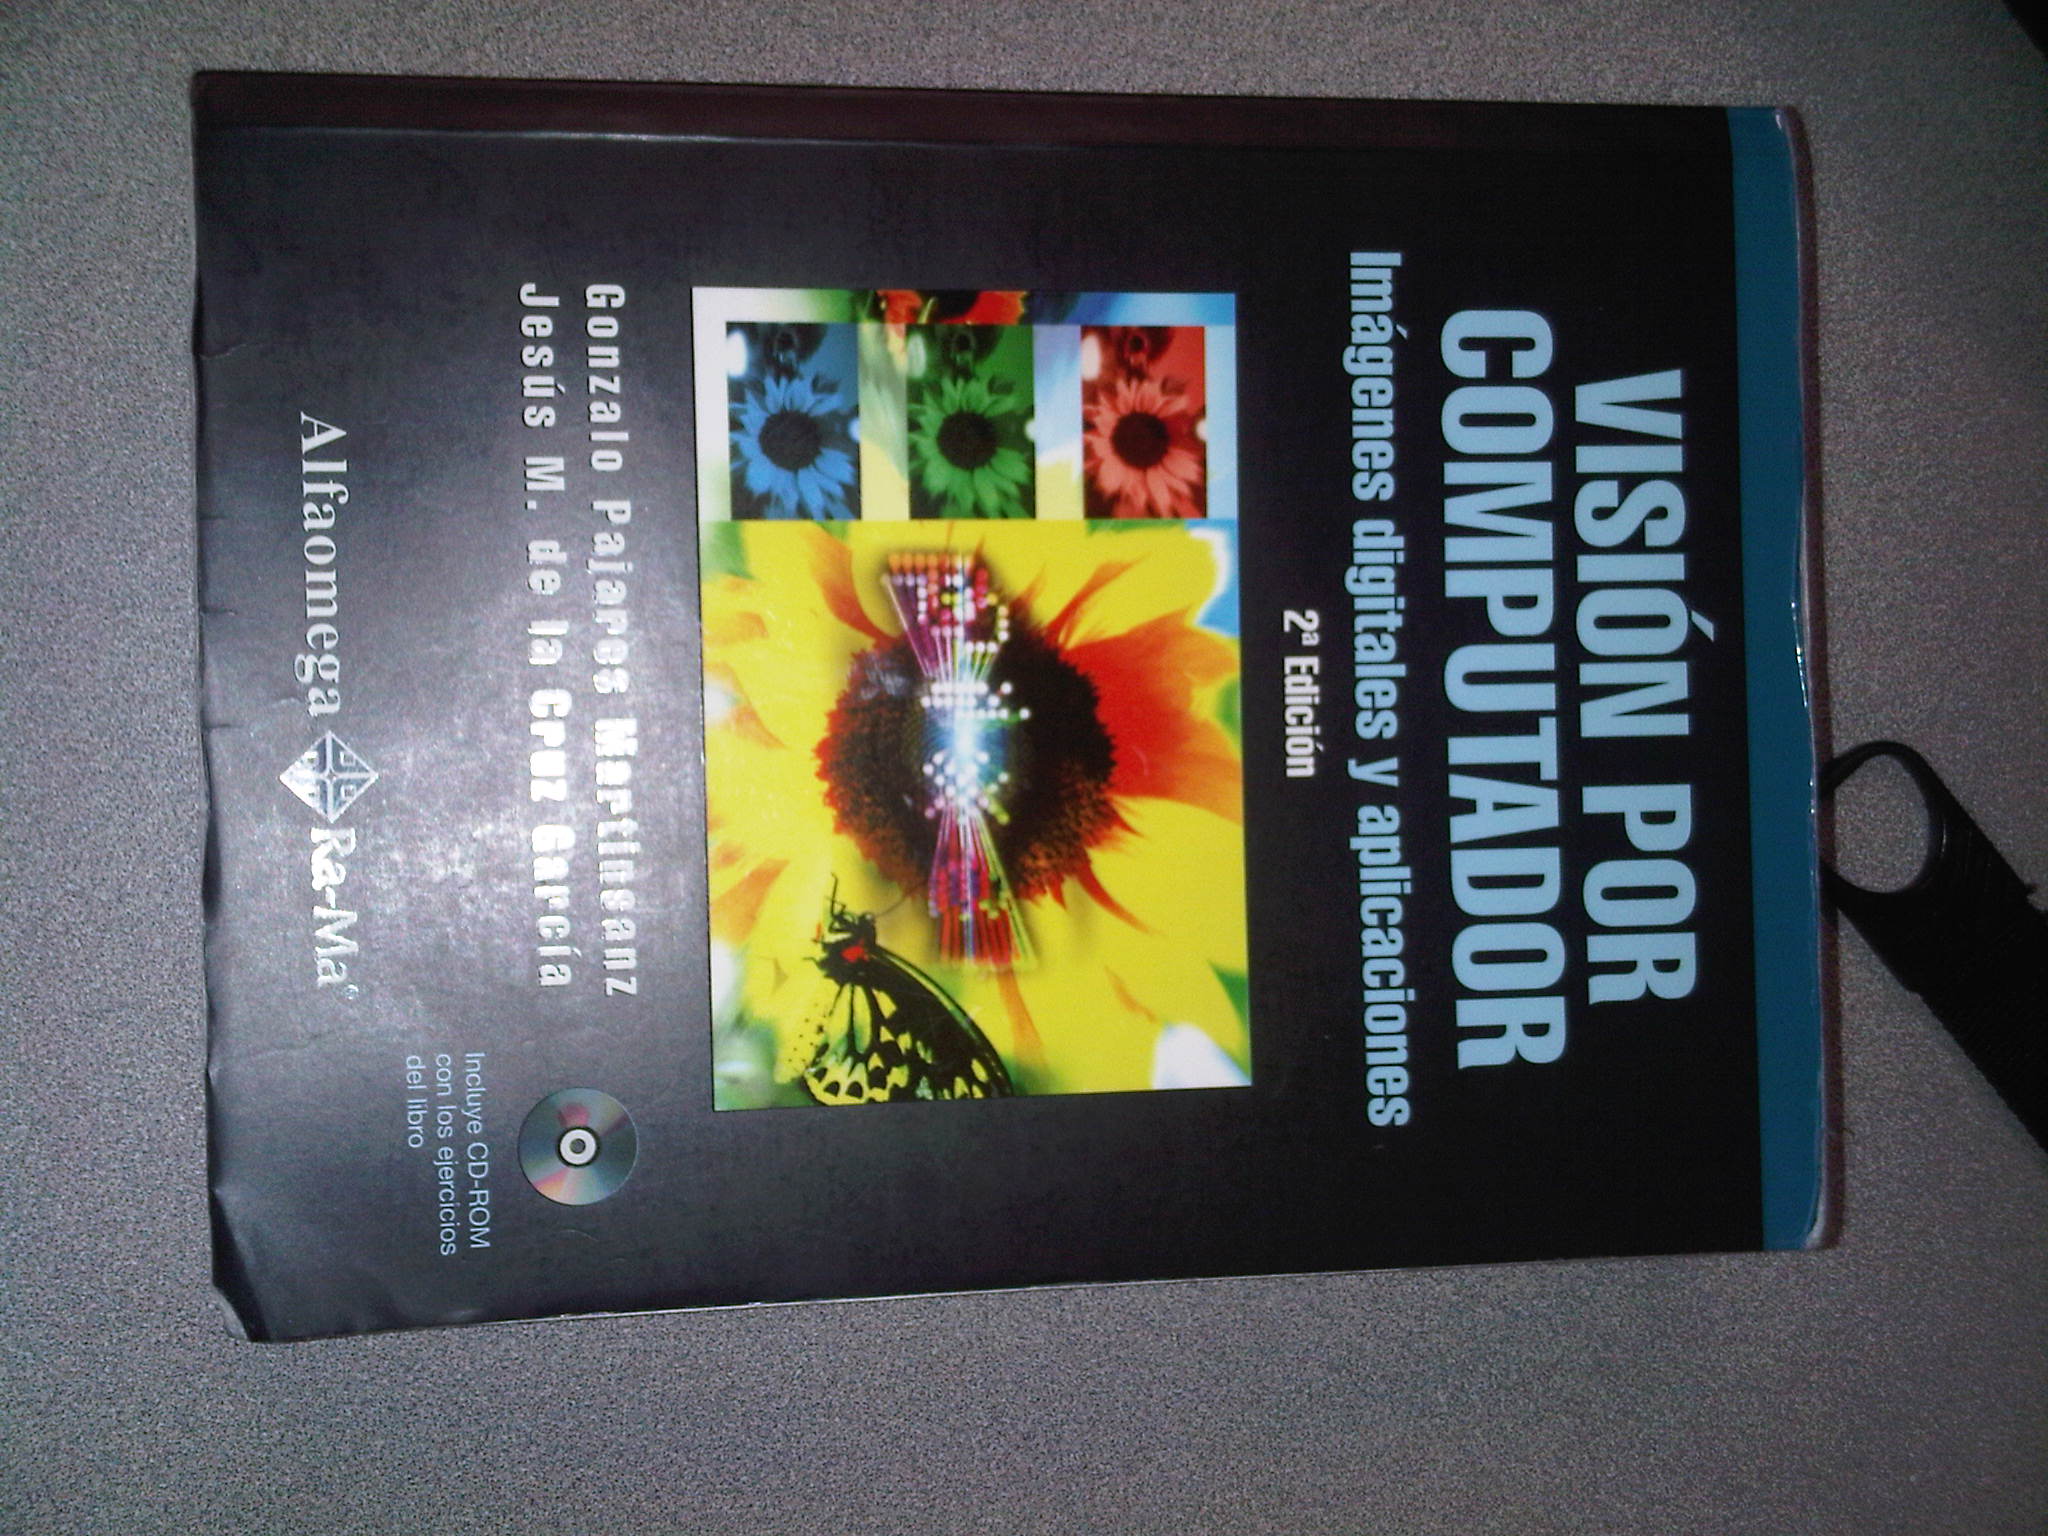 VISIÓN POR
COMPUTADOR
Imágenes digitales y aplicaciones
2ª Edición
Gonzalo Pajares Martinsanz
Jesús M. de la Cruz García
Incluye CD-ROM
con los ejercicios
del libro
Alfaomega Ra-Ma®